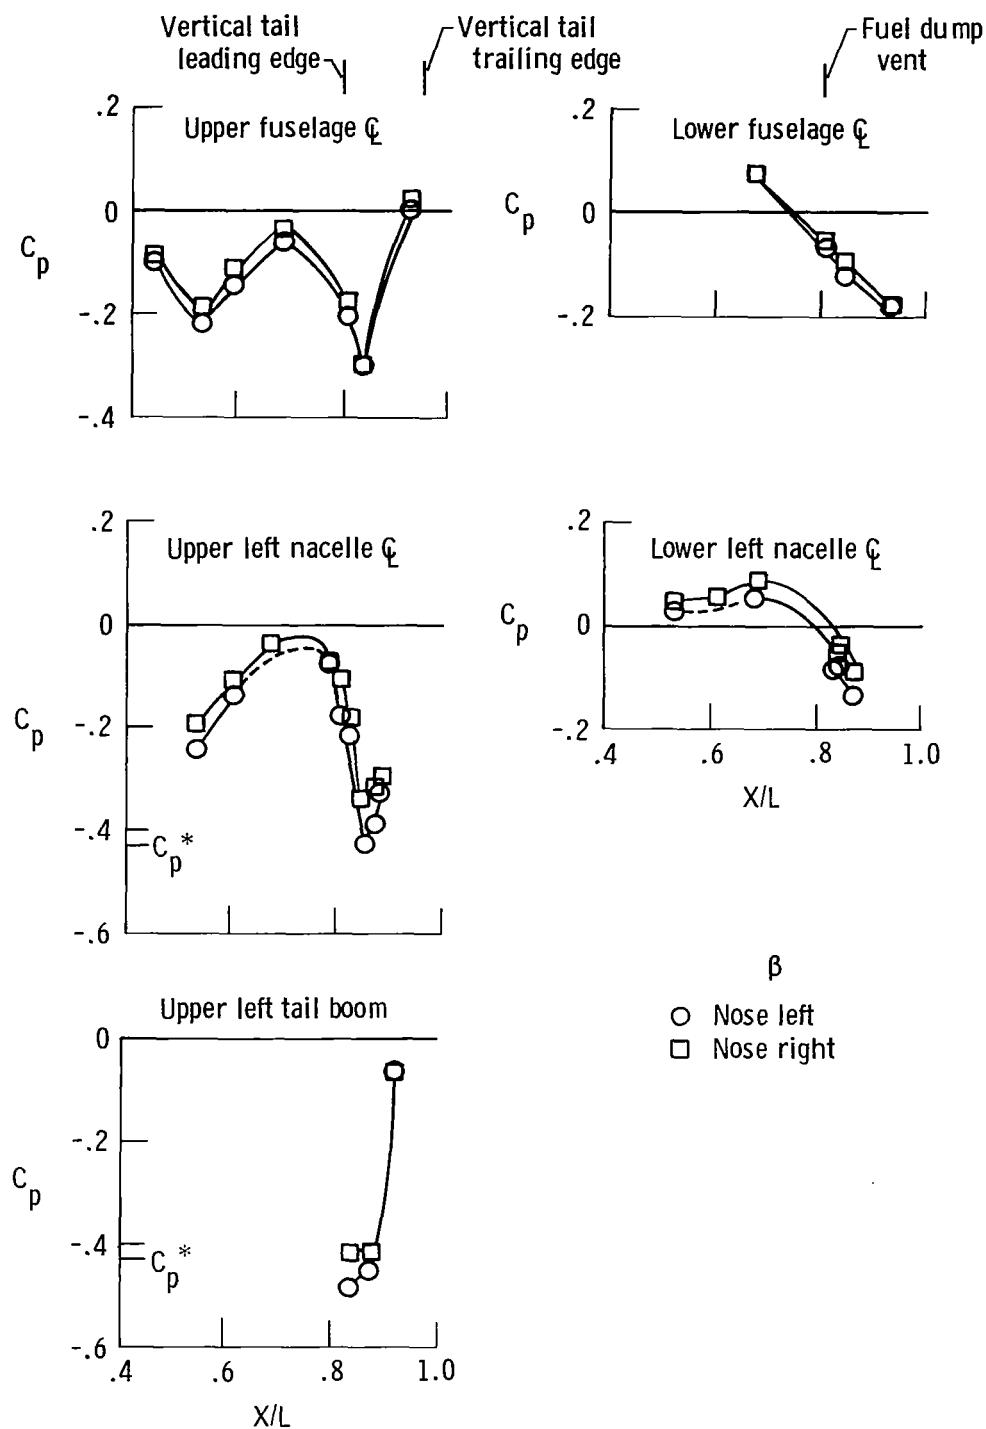 Vertical tail
leading edge
Vertical tail
trailing edge
Fuel dump
vent
.2
Upper fuselage ℄
0
Cp
-.2
-.4
.2
Lower fuselage ℄
Cp
0
-.2
.2
Upper left nacelle ℄
0
Cp
-.2
-.4
Cp*
-.6
.2
Lower left nacelle ℄
Cp
0
-.2
.4
.6
.8
1.0
X/L
β
Nose left
Nose right
Upper left tail boom
0
-.2
Cp
-.4
Cp*
-.6
.4
.6
.8
1.0
X/L